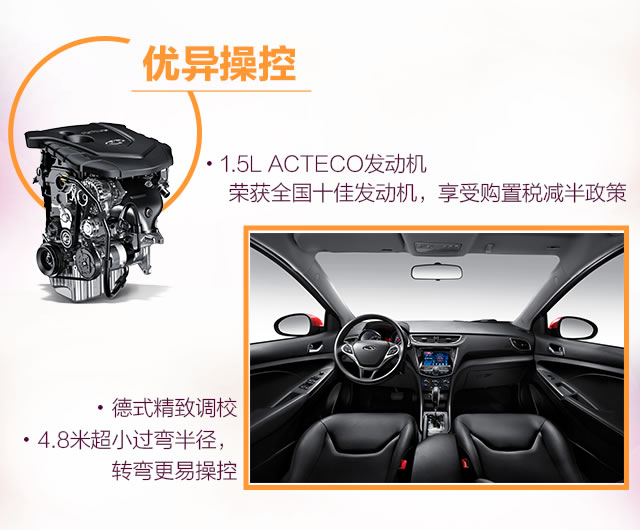 优异操控
• 1.5L ACTECO发动机
荣获全国十佳发动机，享受购置税减半政策
• 德式精致调校
• 4.8米超小过弯半径，
转弯更易操控